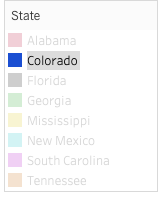 State
Alabama
Colorado
Florida
Georgia
Mississippi
New Mexico
South Carolina
Tennessee